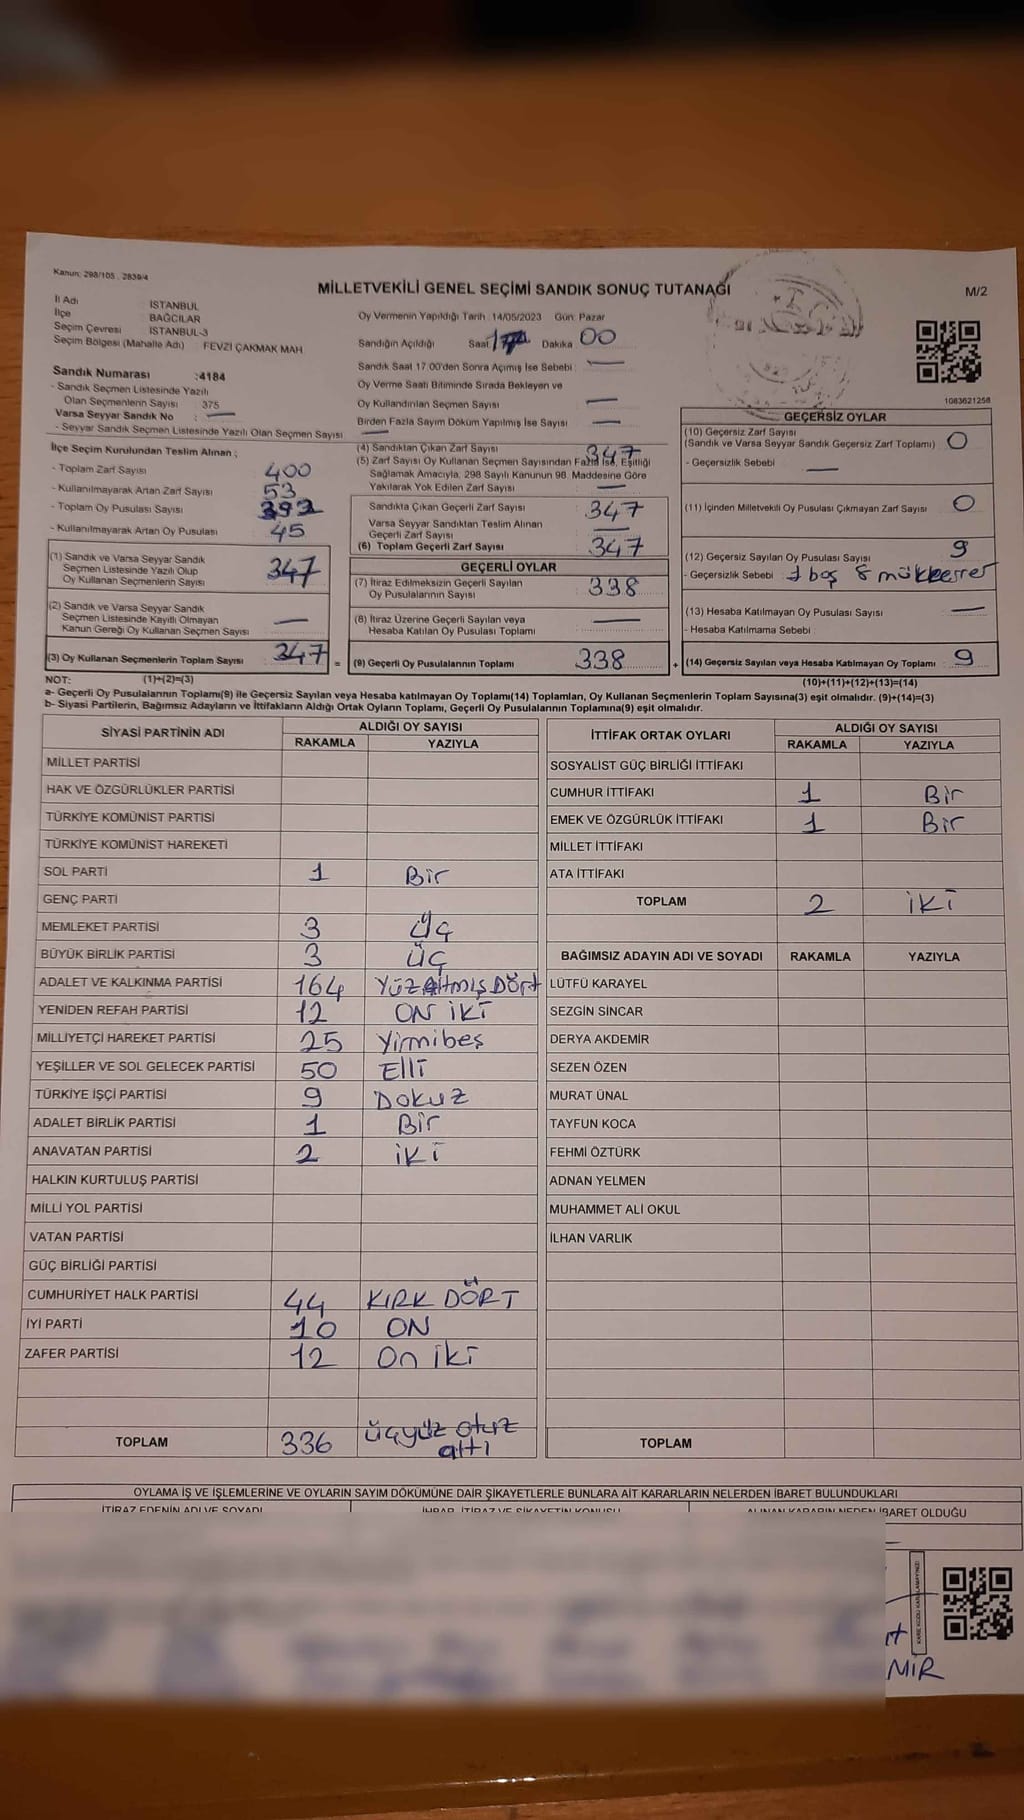 Kanun: 298/105 . 2839/4
MİLLETVEKİLİ GENEL SEÇİMİ SANDIK SONUÇ TUTANAĞI
M/2
İl Adı : İSTANBUL
İlçe : BAĞCILAR
Seçim Çevresi : İSTANBUL-3
Seçim Bölgesi (Mahalle Adı) : FEVZİ ÇAKMAK MAH
Sandık Numarası :4184
- Sandık Seçmen Listesinde Yazılı
Olan Seçmenlerin Sayısı : 375
Varsa Seyyar Sandık No : —
- Seyyar Sandık Seçmen Listesinde Yazılı Olan Seçmen Sayısı : —
İlçe Seçim Kurulundan Teslim Alınan ;
- Toplam Zarf Sayısı 400
- Kullanılmayarak Artan Zarf Sayısı 53
- Toplam Oy Pusulası Sayısı 392
- Kullanılmayarak Artan Oy Pusulası 45
(1) Sandık ve Varsa Seyyar Sandık
Seçmen Listesinde Yazılı Olup
Oy Kullanan Seçmenlerin Sayısı 347
(2) Sandık ve Varsa Seyyar Sandık
Seçmen Listesinde Kayıtlı Olmayan
Kanun Gereği Oy Kullanan Seçmen Sayısı —
(3) Oy Kullanan Seçmenlerin Toplam Sayısı 347 =
Oy Vermenin Yapıldığı Tarih :14/05/2023 Gün: Pazar
Sandığın Açıldığı Saat 17 Dakika 00
Sandık Saat 17.00'den Sonra Açımış İse Sebebi : —
Oy Verme Saati Bitiminde Sırada Bekleyen ve
Oy Kullandırılan Seçmen Sayısı —
Birden Fazla Sayım Döküm Yapılmış İse Sayısı —
(4) Sandıktan Çıkan Zarf Sayısı 347
(5) Zarf Sayısı Oy Kullanan Seçmen Sayısından Fazla İse, Eşitliği
Sağlamak Amacıyla, 298 Sayılı Kanunun 98. Maddesine Göre
Yakılarak Yok Edilen Zarf Sayısı —
Sandıkta Çıkan Geçerli Zarf Sayısı 347
Varsa Seyyar Sandıktan Teslim Alınan
Geçerli Zarf Sayısı —
(6) Toplam Geçerli Zarf Sayısı 347
GEÇERLİ OYLAR
(7) İtiraz Edilmeksizin Geçerli Sayılan
Oy Pusulalarının Sayısı 338
(8) İtiraz Üzerine Geçerli Sayılan veya
Hesaba Katılan Oy Pusulası Toplamı —
(9) Geçerli Oy Pusulalarının Toplamı 338 +
1083621258
GEÇERSİZ OYLAR
(10) Geçersiz Zarf Sayısı
(Sandık ve Varsa Seyyar Sandık Geçersiz Zarf Toplamı) 0
- Geçersizlik Sebebi : —
(11) İçinden Milletvekili Oy Pusulası Çıkmayan Zarf Sayısı 0
(12) Geçersiz Sayılan Oy Pusulası Sayısı 9
- Geçersizlik Sebebi : 1 boş 8 mükkerrer
(13) Hesaba Katılmayan Oy Pusulası Sayısı —
- Hesaba Katılmama Sebebi :
(14) Geçersiz Sayılan veya Hesaba Katılmayan Oy Toplamı : 9
NOT: (1)+(2)=(3)
(10)+(11)+(12)+(13)=(14)
a- Geçerli Oy Pusulalarının Toplamı(9) ile Geçersiz Sayılan veya Hesaba katılmayan Oy Toplamı(14) Toplamları, Oy Kullanan Seçmenlerin Toplam Sayısına(3) eşit olmalıdır. (9)+(14)=(3)
b- Siyasi Partilerin, Bağımsız Adayların ve İttifakların Aldığı Ortak Oyların Toplamı, Geçerli Oy Pusulalarının Toplamına(9) eşit olmalıdır.
SİYASİ PARTİNİN ADI ALDIĞI OY SAYISI
RAKAMLA YAZIYLA
MİLLET PARTİSİ
HAK VE ÖZGÜRLÜKLER PARTİSİ
TÜRKİYE KOMÜNİST PARTİSİ
TÜRKİYE KOMÜNİST HAREKETİ
SOL PARTİ 1 Bir
GENÇ PARTİ
MEMLEKET PARTİSİ 3 Üç
BÜYÜK BİRLİK PARTİSİ 3 Üç
ADALET VE KALKINMA PARTİSİ 164 Yüz Altmış Dört
YENİDEN REFAH PARTİSİ 12 ON İKİ
MİLLİYETÇİ HAREKET PARTİSİ 25 Yirmibeş
YEŞİLLER VE SOL GELECEK PARTİSİ 50 Elli
TÜRKİYE İŞÇİ PARTİSİ 9 Dokuz
ADALET BİRLİK PARTİSİ 1 Bir
ANAVATAN PARTİSİ 2 İKİ
HALKIN KURTULUŞ PARTİSİ
MİLLİ YOL PARTİSİ
VATAN PARTİSİ
GÜÇ BİRLİĞİ PARTİSİ
CUMHURİYET HALK PARTİSİ 44 KIRK DÖRT
İYİ PARTİ 10 ON
ZAFER PARTİSİ 12 On İki
TOPLAM 336 üçyüz otuz
altı
İTTİFAK ORTAK OYLARI ALDIĞI OY SAYISI
RAKAMLA YAZIYLA
SOSYALİST GÜÇ BİRLİĞİ İTTİFAKI
CUMHUR İTTİFAKI 1 Bir
EMEK VE ÖZGÜRLÜK İTTİFAKI 1 Bir
MİLLET İTTİFAKI
ATA İTTİFAKI
TOPLAM 2 İKİ
BAĞIMSIZ ADAYIN ADI VE SOYADI RAKAMLA YAZIYLA
LÜTFÜ KARAYEL
SEZGİN SİNCAR
DERYA AKDEMİR
SEZEN ÖZEN
MURAT ÜNAL
TAYFUN KOCA
FEHMİ ÖZTÜRK
ADNAN YELMEN
MUHAMMET ALİ OKUL
İLHAN VARLIK
TOPLAM
OYLAMA İŞ VE İŞLEMLERİNE VE OYLARIN SAYIM DÖKÜMÜNE DAİR ŞİKAYETLERLE BUNLARA AİT KARARLARIN NELERDEN İBARET BULUNDUKLARI
İTİRAZ EDENİN ADI VE SOYADI İHBAR, İTİRAZ VE ŞİKAYETİN KONUSU ALINAN KARARIN NEDEN İBARET OLDUĞU
MİR